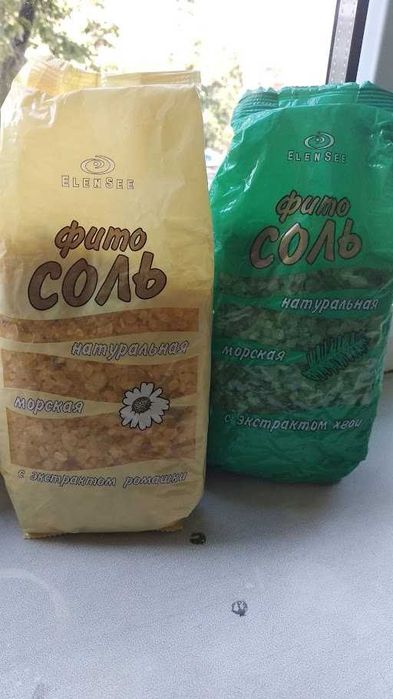 ELENSEE
фито
СОЛЬ
натуральная
морская
с экстрактом ромашки
ELENSEE
фито
СОЛЬ
натуральная
морская
с экстрактом хвои